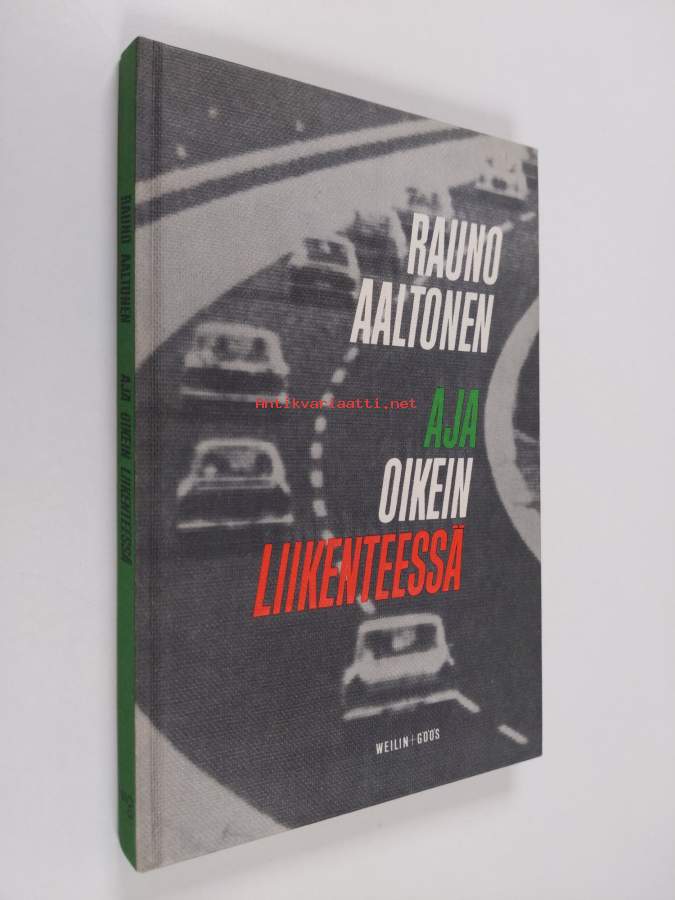 RAUNO
AALTONEN
AJA
OIKEIN
LIIKENTEESSÄ
WEILIN+GÖÖS
Antikvariaatti.net
RAUNO AALTONEN AJA OIKEIN LIIKENTEESSÄ